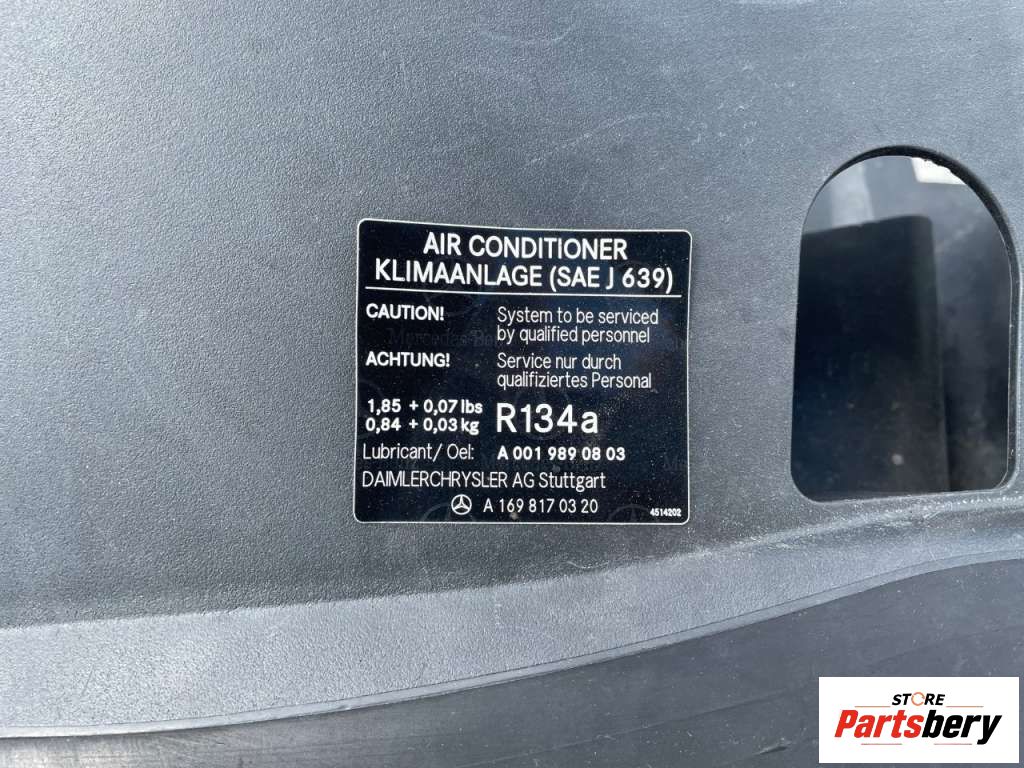 AIR CONDITIONER
KLIMAANLAGE (SAE J 639)
CAUTION! System to be serviced
by qualified personnel
ACHTUNG! Service nur durch
qualifiziertes Personal
1,85 + 0,07 lbs
0,84 + 0,03 kg
R134a
Lubricant/ Oel: A 001 989 08 03
DAIMLERCHRYSLER AG Stuttgart
A 169 817 03 20
4514202
STORE
Partsbery